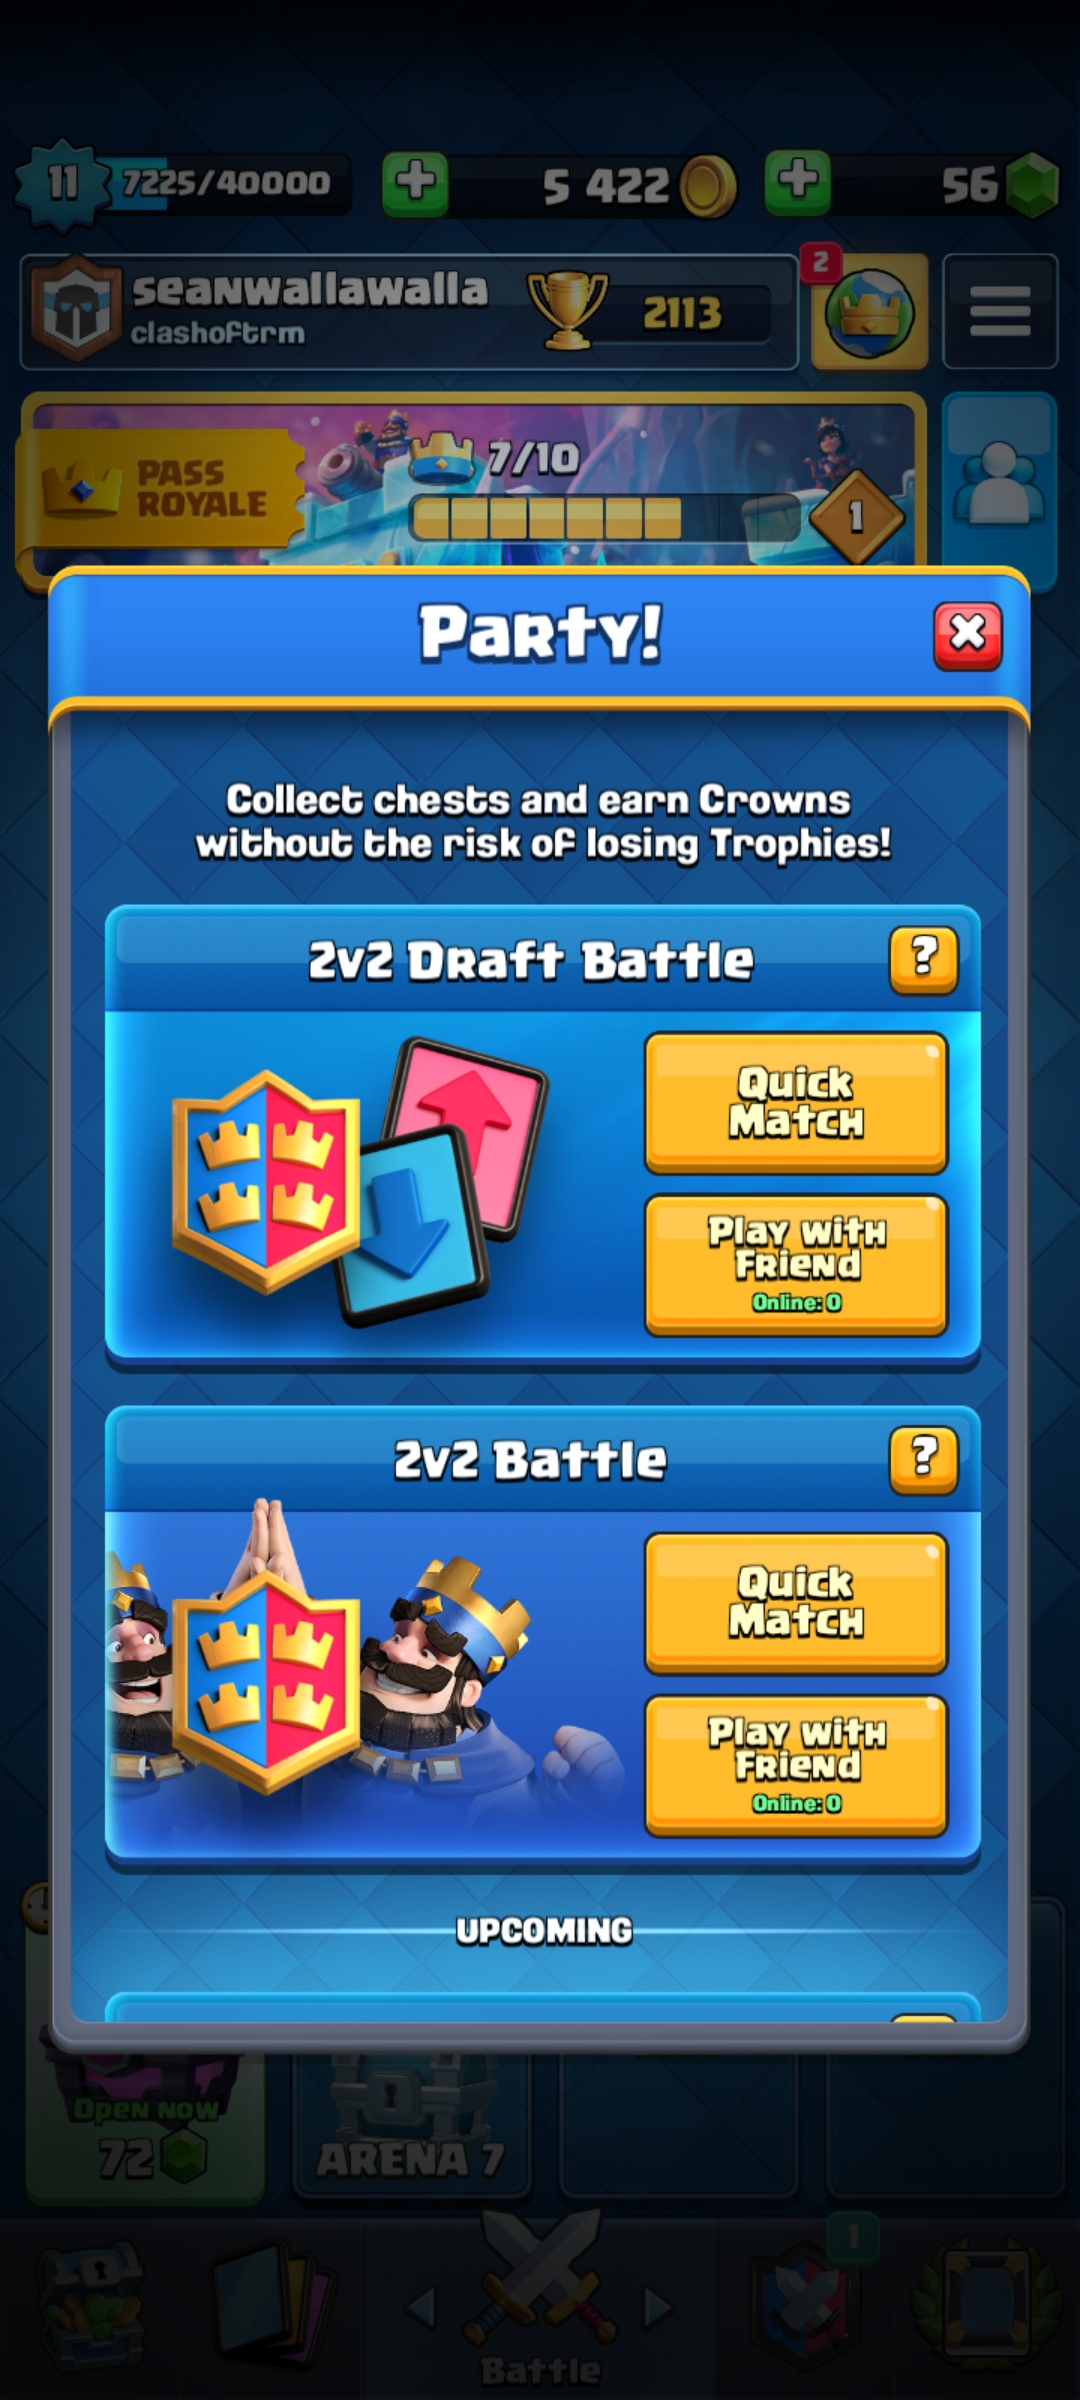 11
7225/40000
5 422
56
seanwallawalla
clashoftrm
2113
2
PASS
ROYALE
7/10
1
Party!
Collect chests and earn Crowns
without the risk of losing Trophies!
2v2 Draft Battle
?
Quick
Match
Play with
Friend
Online: 0
2v2 Battle
?
Quick
Match
Play with
Friend
Online: 0
UPCOMING
Open now
72
ARENA 7
1
Battle